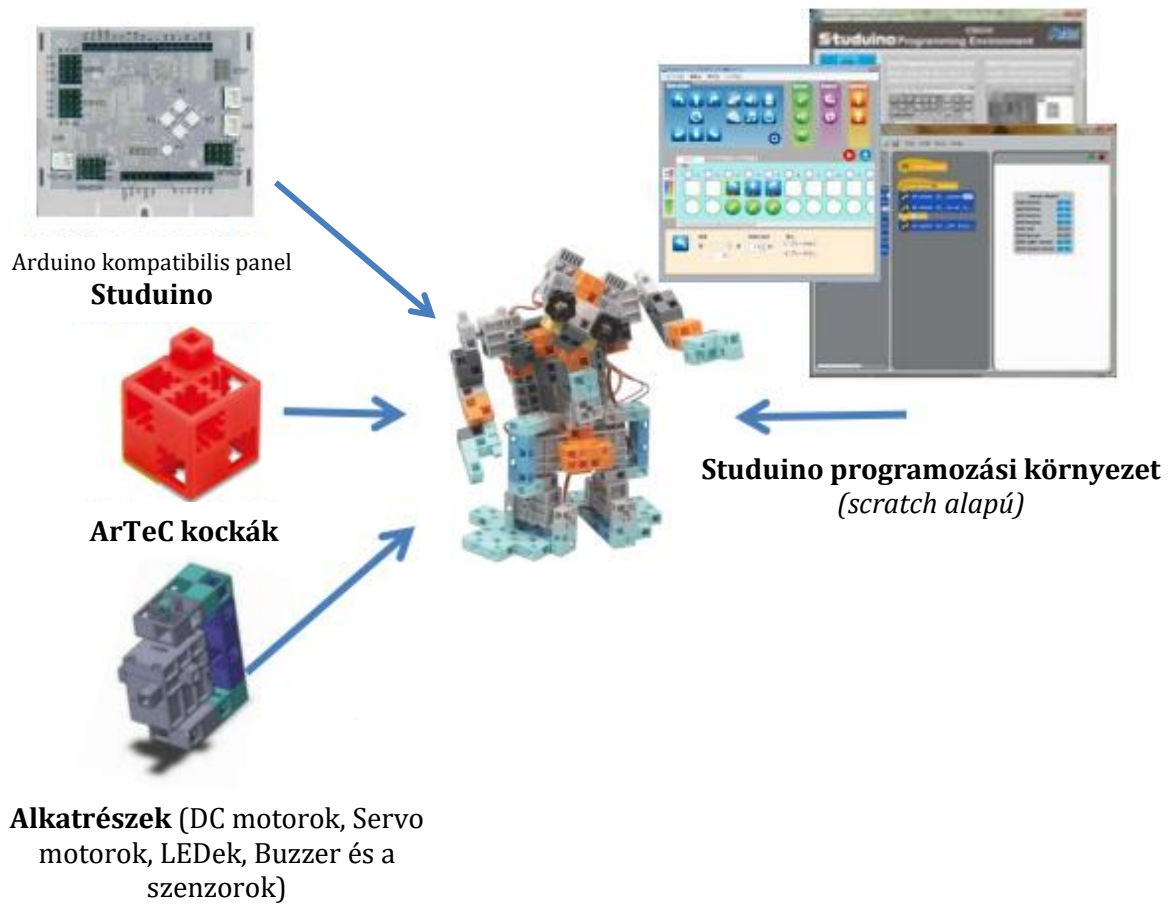 Studuino Programming Environment
Arduino kompatibilis panel
Studuino
ArTeC kockák
Studuino programozási környezet
(scratch alapú)
Alkatrészek (DC motorok, Servo
motorok, LEDek, Buzzer és a
szenzorok)